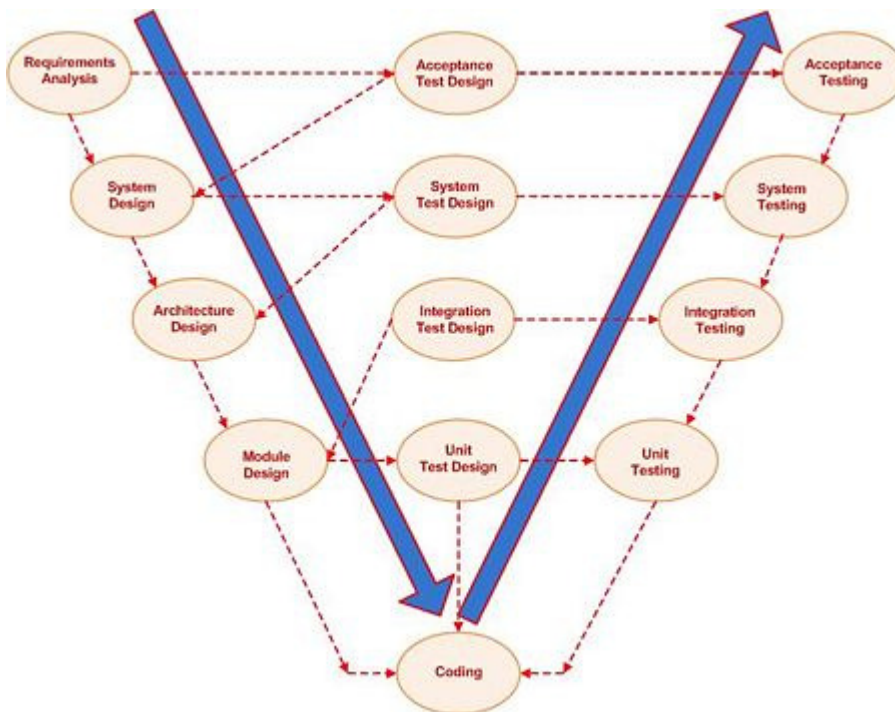 Requirements
Analysis
Acceptance
Test Design
Acceptance
Testing
System
Design
System
Test Design
System
Testing
Architecture
Design
Integration
Test Design
Integration
Testing
Module
Design
Unit
Test Design
Unit
Testing
Coding